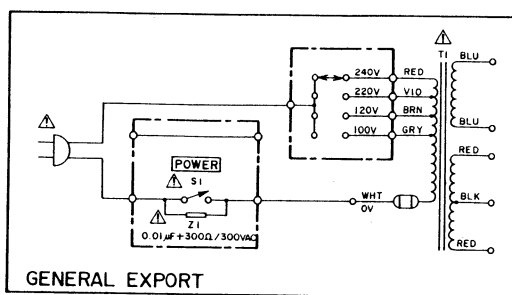 T1
240V RED
220V VIO
120V BRN
100V GRY
BLU
BLU
RED
BLK
RED
POWER
S1
Z1
0.01µF+300Ω/300VAC
WHT
0V
GENERAL EXPORT